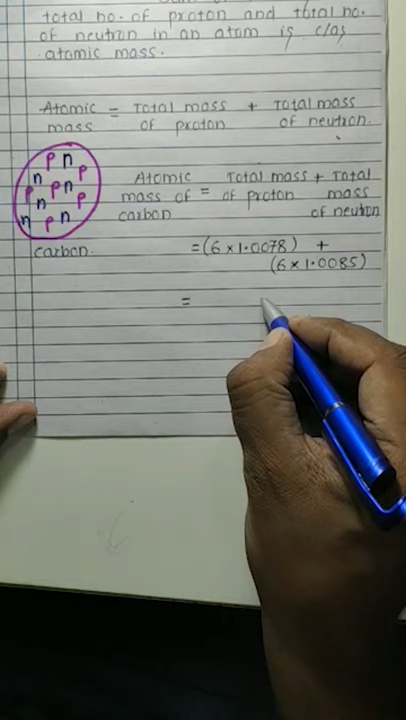 total no. of proton and total no.
of neutron in an atom is c/as
atomic mass.
Atomic = Total mass + Total mass
mass of proton of neutron.
p n
n p
p p n
n p
n p n
Atomic Total mass + Total
mass of = of proton mass
carbon of neutron
carbon. = (6 × 1.0078) +
(6 × 1.0085)
=